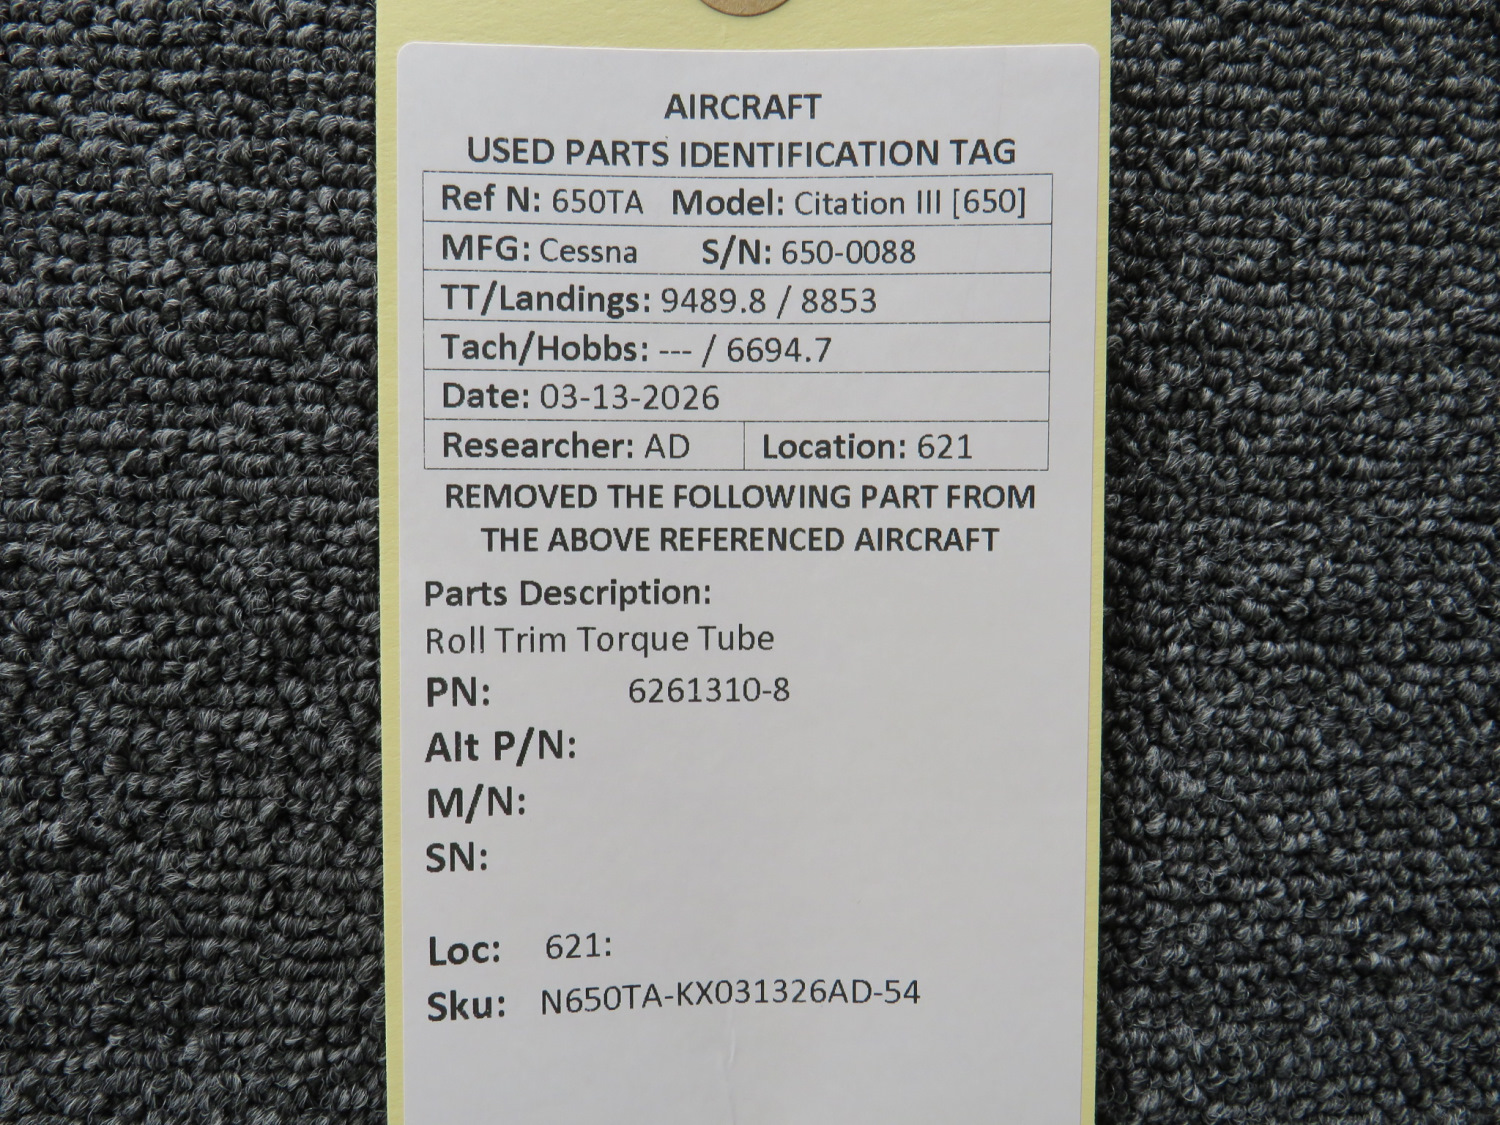 AIRCRAFT
USED PARTS IDENTIFICATION TAG
Ref N: 650TA Model: Citation III [650]
MFG: Cessna S/N: 650-0088
TT/Landings: 9489.8 / 8853
Tach/Hobbs: --- / 6694.7
Date: 03-13-2026
Researcher: AD Location: 621
REMOVED THE FOLLOWING PART FROM
THE ABOVE REFERENCED AIRCRAFT
Parts Description:
Roll Trim Torque Tube
PN: 6261310-8
Alt P/N:
M/N:
SN:
Loc: 621:
Sku: N650TA-KX031326AD-54